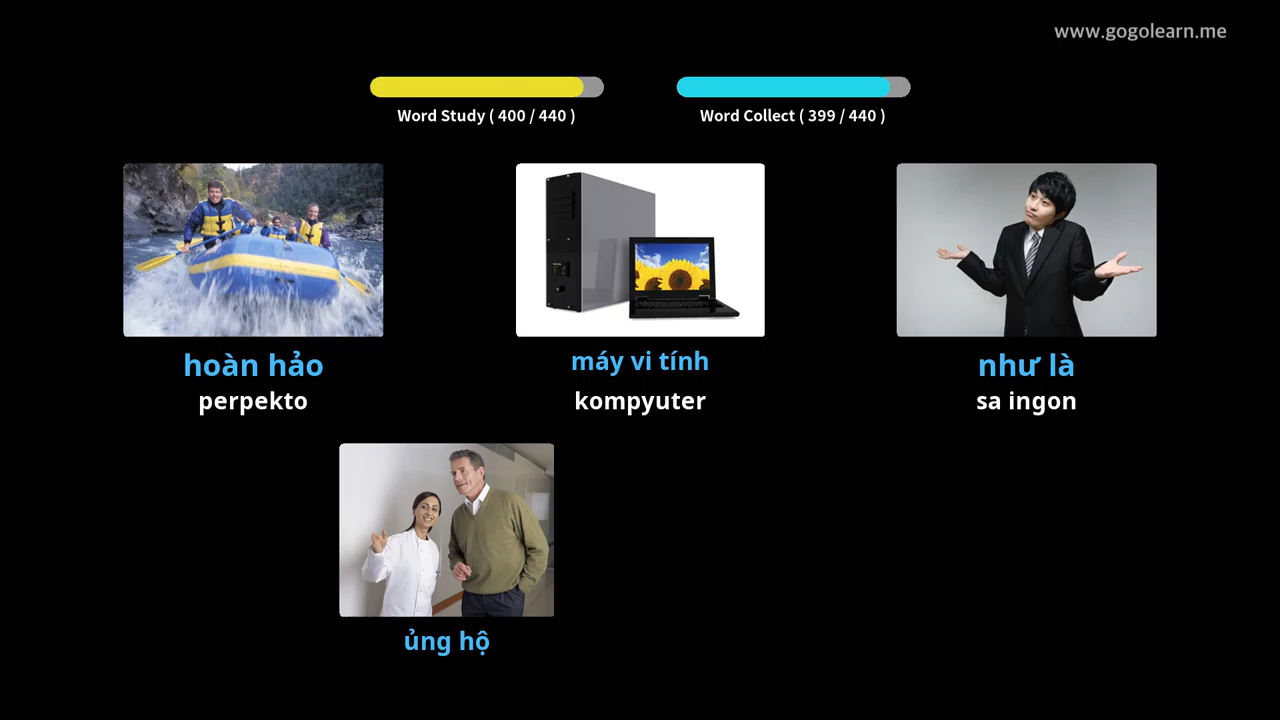 www.gogolearn.me
Word Study ( 400 / 440 )
Word Collect ( 399 / 440 )
hoàn hảo
perpekto
máy vi tính
kompyuter
như là
sa ingon
ủng hộ